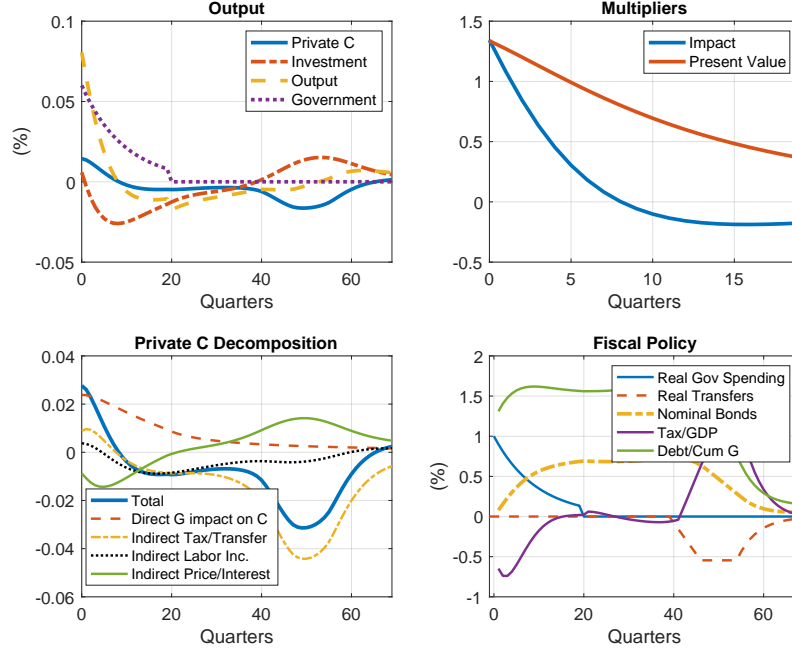 Output
0.1
0.05
0
-0.05
(%)
0
20
40
60
Quarters
Private C
Investment
Output
Government
Multipliers
1.5
1
0.5
0
-0.5
0
5
10
15
Quarters
Impact
Present Value
Private C Decomposition
0.04
0.02
0
-0.02
-0.04
-0.06
0
20
40
60
Quarters
Total
Direct G impact on C
Indirect Tax/Transfer
Indirect Labor Inc.
Indirect Price/Interest
Fiscal Policy
2
1.5
1
0.5
0
-0.5
-1
(%)
0
20
40
60
Quarters
Real Gov Spending
Real Transfers
Nominal Bonds
Tax/GDP
Debt/Cum G